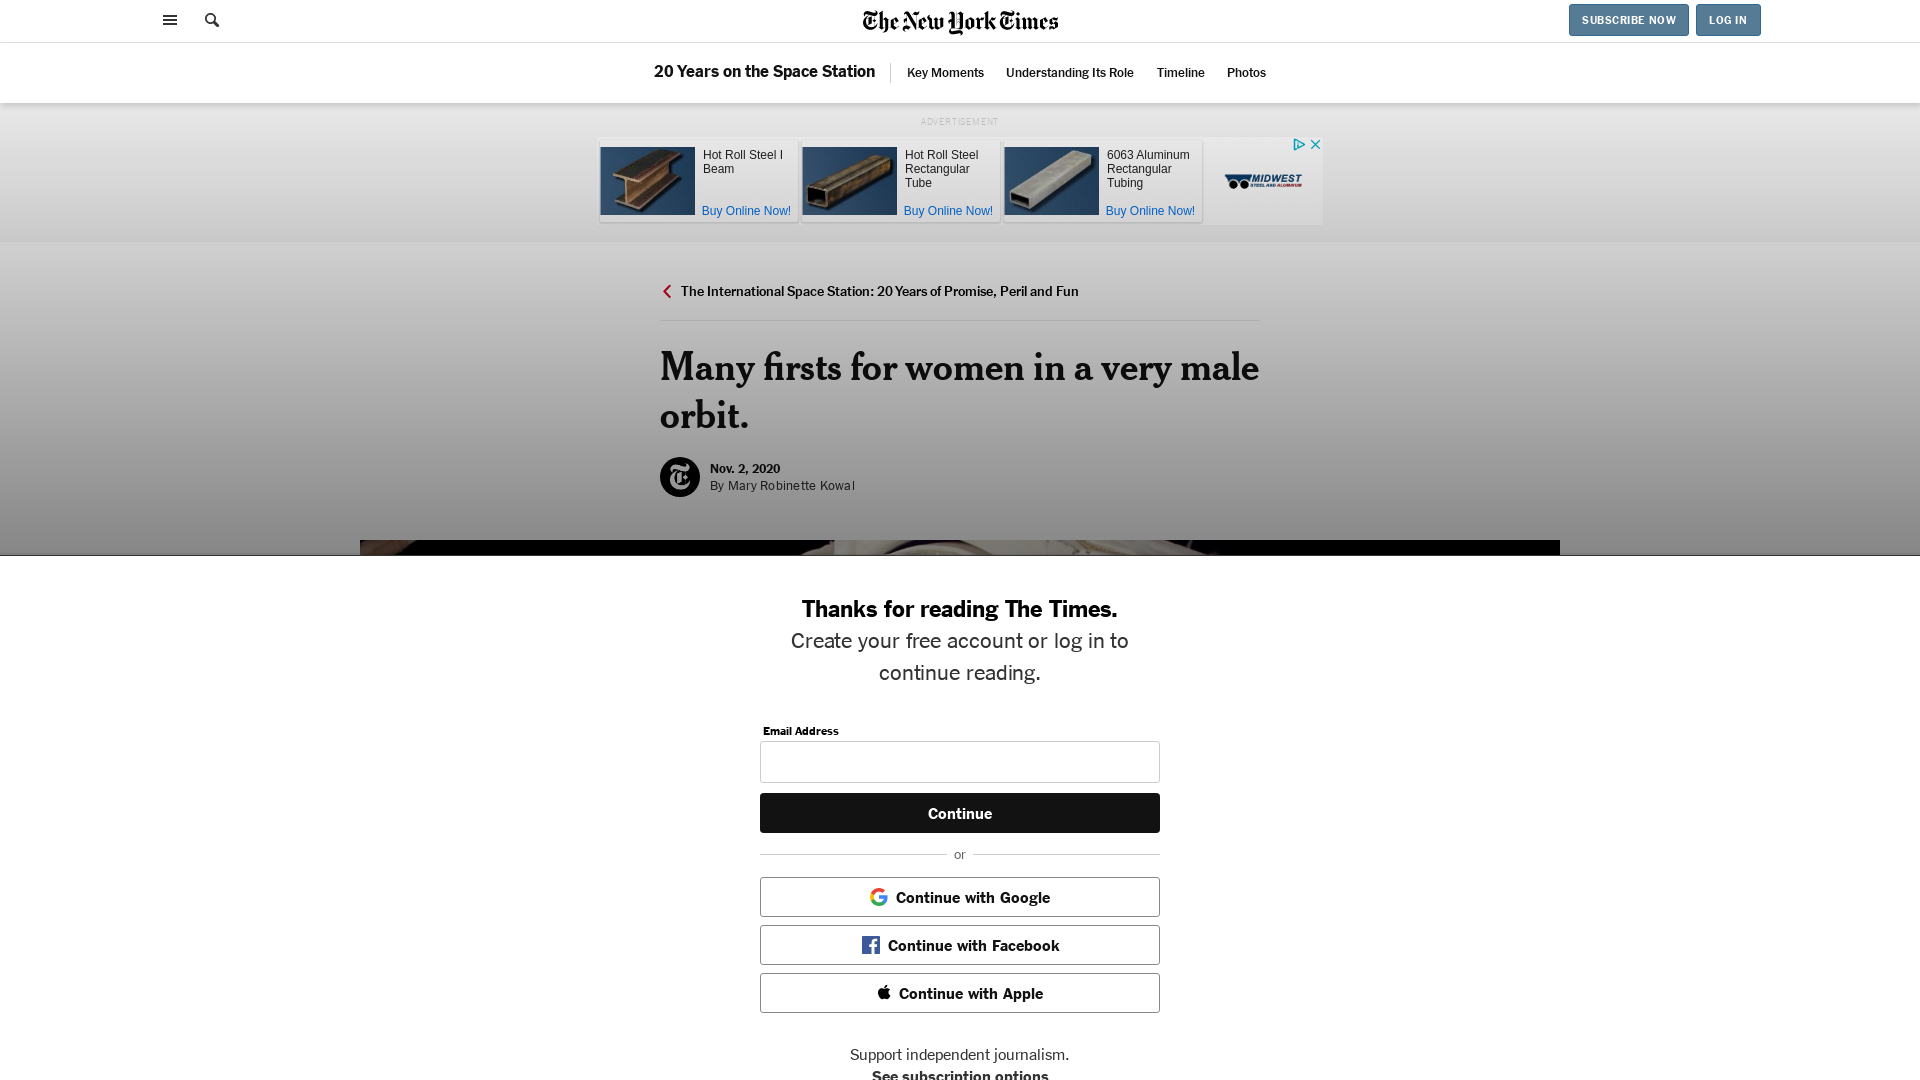 The New York Times
SUBSCRIBE NOW
LOG IN
20 Years on the Space Station
Key Moments
Understanding Its Role
Timeline
Photos
ADVERTISEMENT
Hot Roll Steel I
Beam
Buy Online Now!
Hot Roll Steel
Rectangular
Tube
Buy Online Now!
6063 Aluminum
Rectangular
Tubing
Buy Online Now!
MIDWEST
STEEL AND ALUMINUM
The International Space Station: 20 Years of Promise, Peril and Fun
Many firsts for women in a very male
orbit.
Nov. 2, 2020
By Mary Robinette Kowal
Thanks for reading The Times.
Create your free account or log in to
continue reading.
Email Address
Continue
or
Continue with Google
Continue with Facebook
Continue with Apple
Support independent journalism.
See subscription options